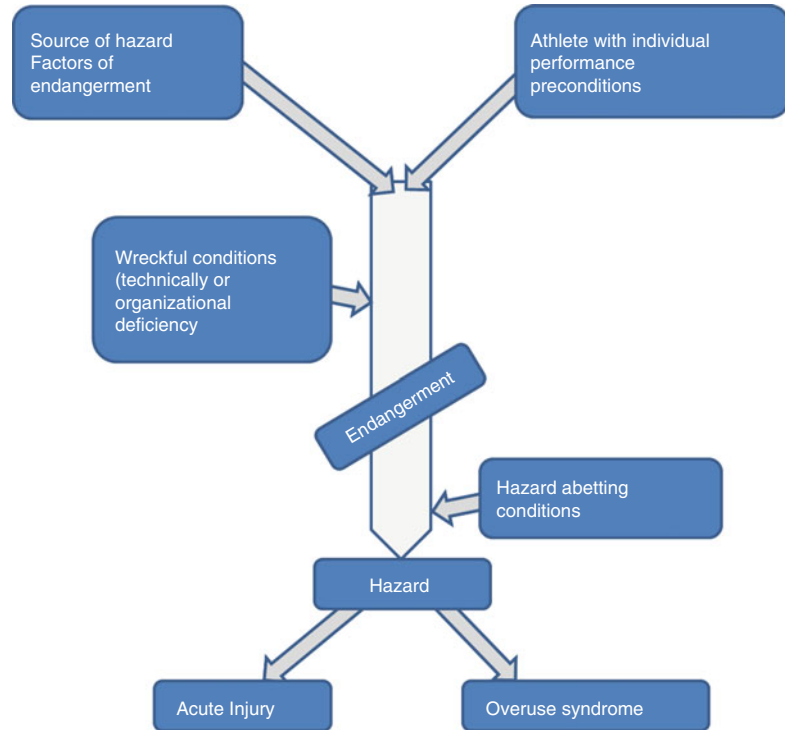 Source of hazard
Factors of
endangerment
Athlete with individual
performance
preconditions
Wreckful conditions
(technically or
organizational
deficiency
Endangerment
Hazard abetting
conditions
Hazard
Acute Injury
Overuse syndrome